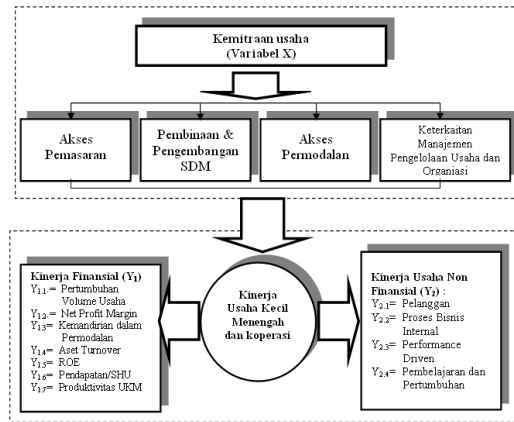 Kemitraan usaha
(Variabel X)
Akses
Pemasaran
Pembinaan &
Pengembangan
SDM
Akses
Permodalan
Keterkaitan
Manajemen
Pengelolaan Usaha dan
Organiasi
Kinerja Finansial (Y1)
Y1.1.= Pertumbuhan
Volume Usaha
Y1.2.= Net Profit Margin
Y1.3= Kemandirian dalam
Permodalan
Y1.4= Aset Turnover
Y1.5= ROE
Y1.6= Pendapatan/SHU
Y1.7= Produktivitas UKM
Kinerja
Usaha Kecil
Menengah
dan koperasi
Kinerja Usaha Non
Finansial (Y2) :
Y2.1= Pelanggan
Y2.2= Proses Bisnis
Internal
Y2.3= Performance
Driven
Y2.4= Pembelajaran dan
Pertumbuhan